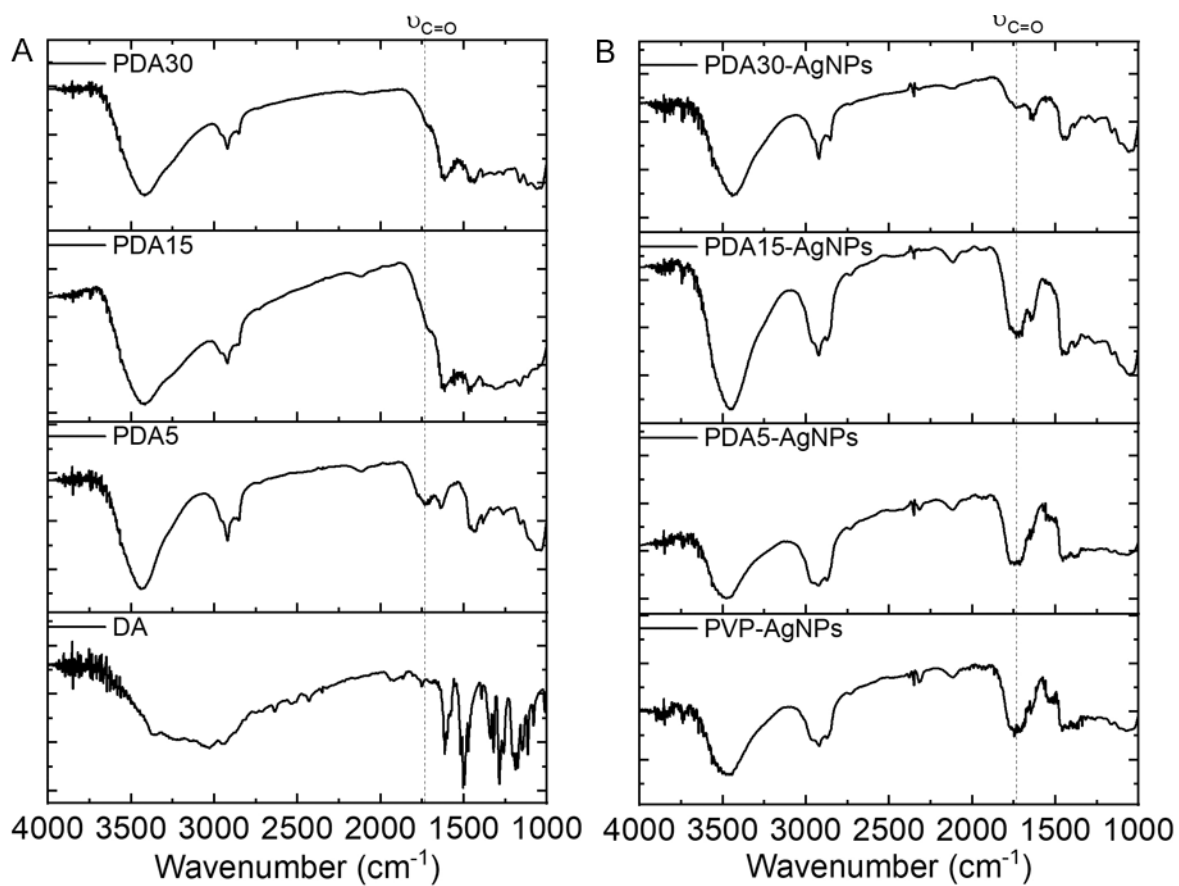 A
υC=O
PDA30
PDA15
PDA5
DA
4000 3500 3000 2500 2000 1500 1000
Wavenumber (cm-1)
B
υC=O
PDA30-AgNPs
PDA15-AgNPs
PDA5-AgNPs
PVP-AgNPs
4000 3500 3000 2500 2000 1500 1000
Wavenumber (cm-1)